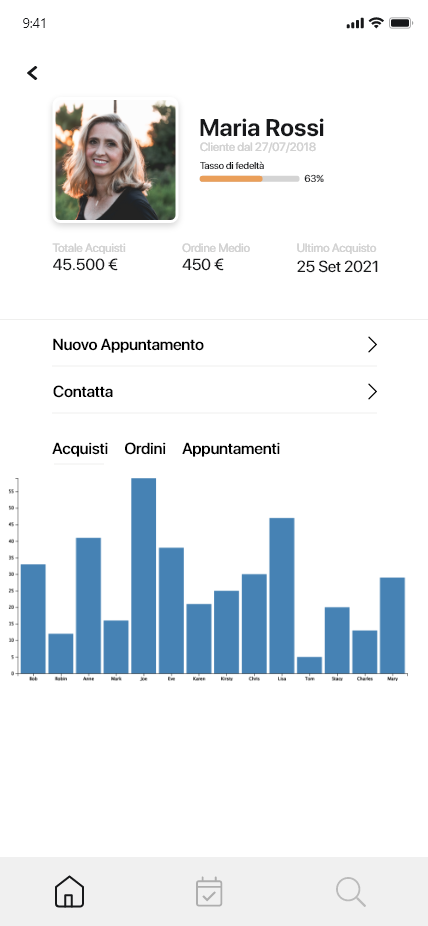 9:41
Maria Rossi
Cliente dal 27/07/2018
Tasso di fedeltà
63%
Totale Acquisti
Ordine Medio
Ultimo Acquisto
45.500 €
450 €
25 Set 2021
Nuovo Appuntamento
Contatta
Acquisti Ordini Appuntamenti
55
50
45
40
35
30
25
20
15
10
5
0
Bob Robin Anne Mark Joe Eve Karen Kirsty Chris Lisa Tom Stacy Charles Mary